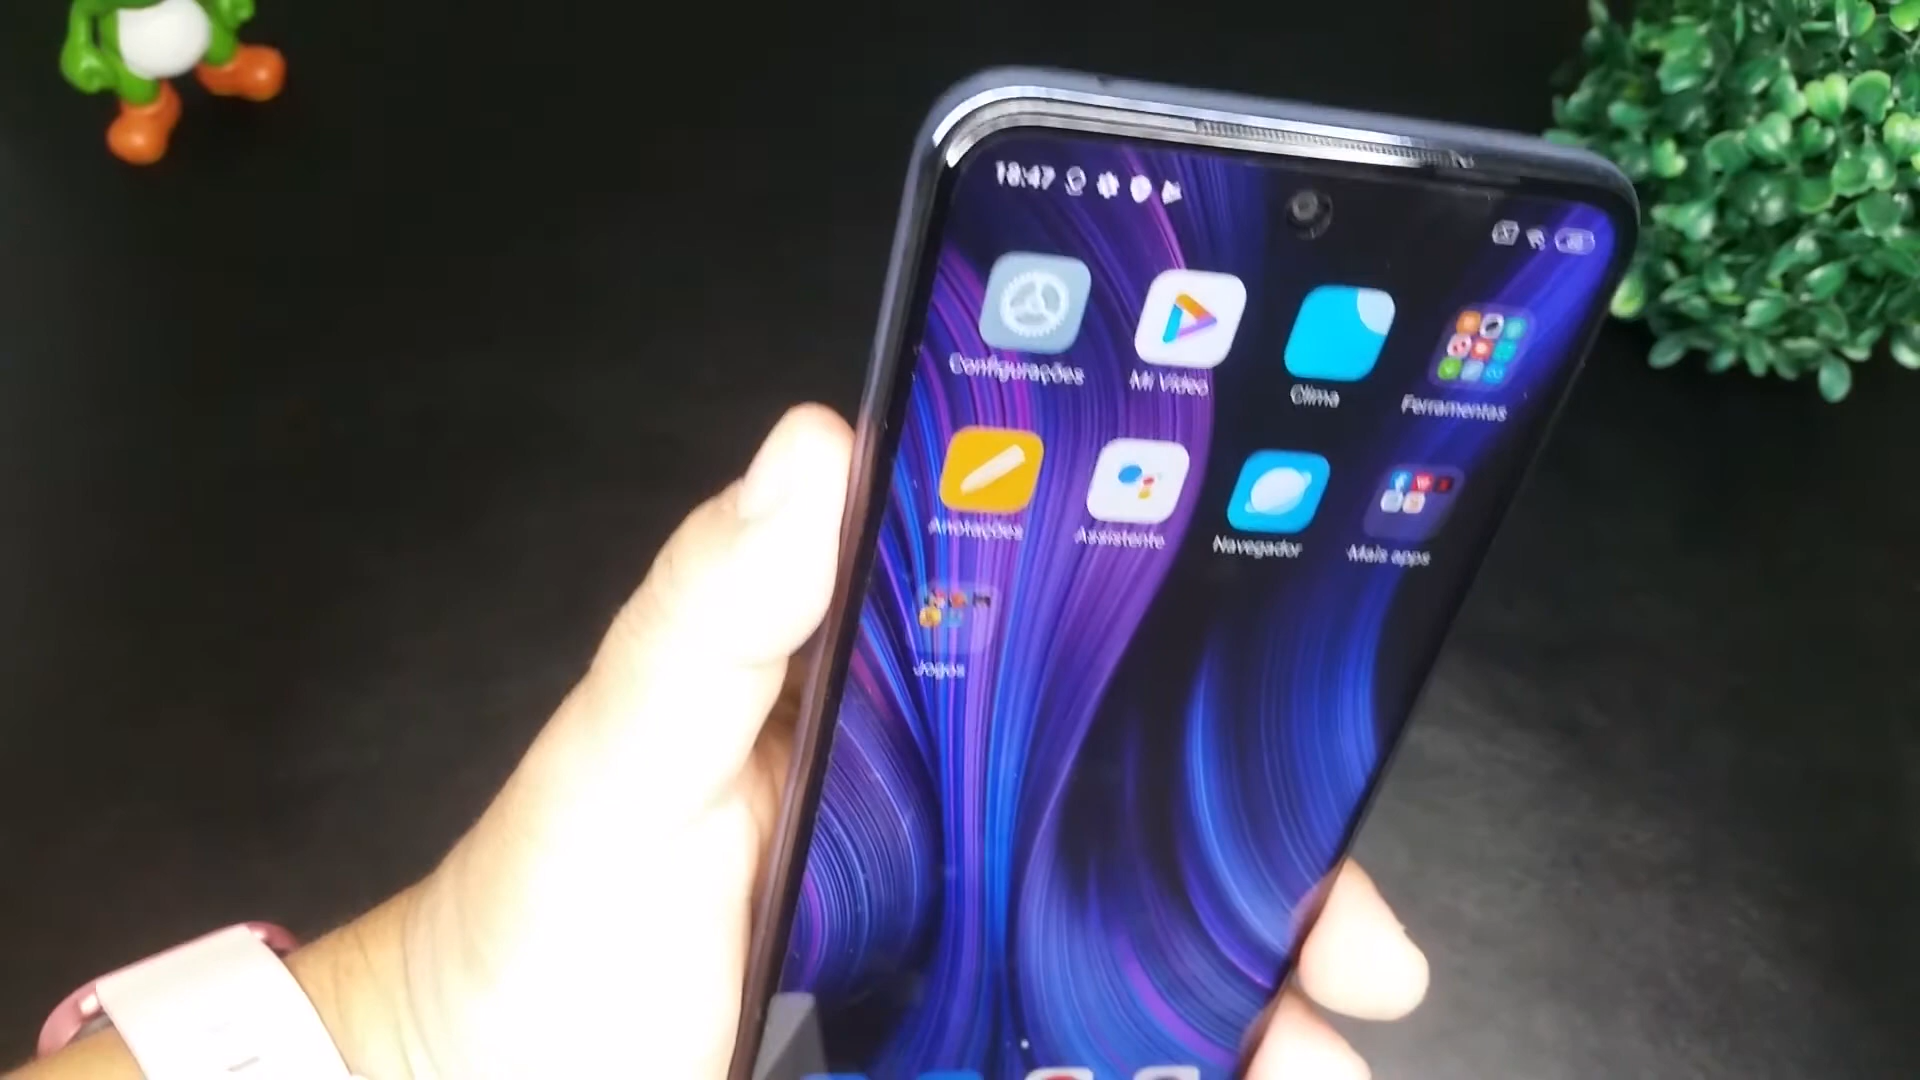 18:47
Configurações
Mi Vídeo
Clima
Ferramentas
Anotações
Assistente
Navegador
Mais apps
Jogos